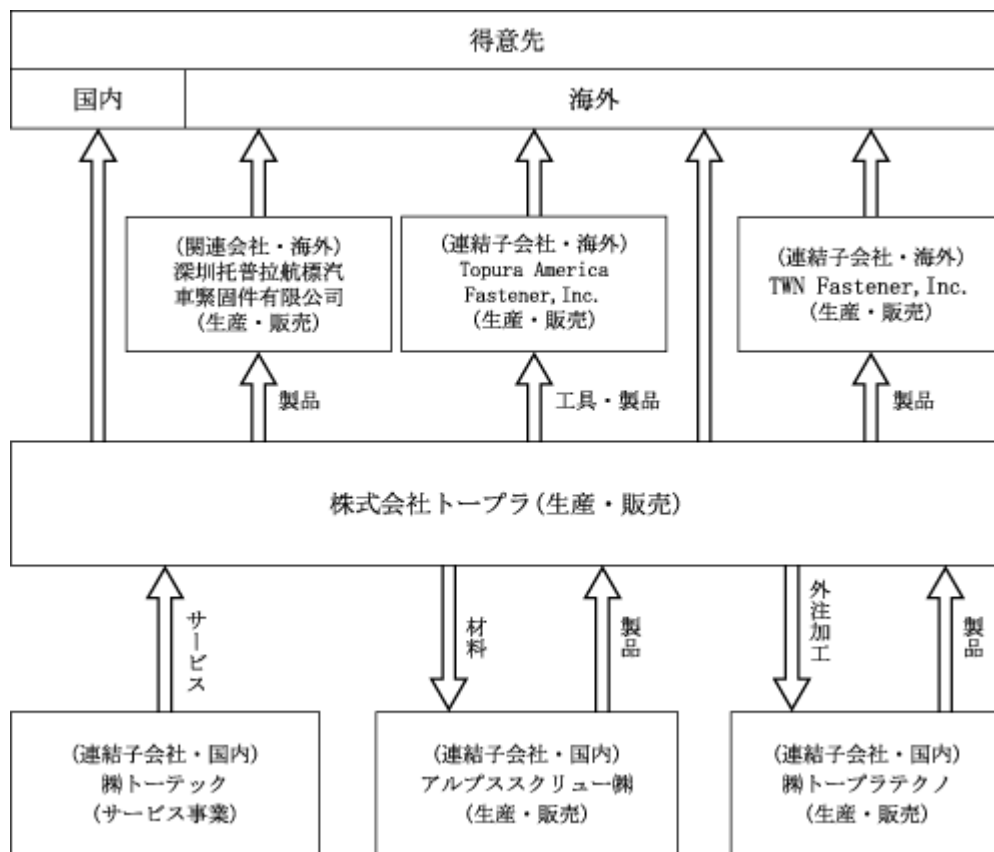 得意先
国内
海外
(関連会社・海外)
深圳托普拉航標汽
車緊固件有限公司
(生産・販売)
(連結子会社・海外)
Topura America
Fastener,Inc.
(生産・販売)
(連結子会社・海外)
TWN Fastener,Inc.
(生産・販売)
製品
工具・製品
製品
株式会社トープラ(生産・販売)
サービス
材料
製品
外注加工
製品
(連結子会社・国内)
㈱トーテック
(サービス事業)
(連結子会社・国内)
アルプススクリュー㈱
(生産・販売)
(連結子会社・国内)
㈱トープラテクノ
(生産・販売)